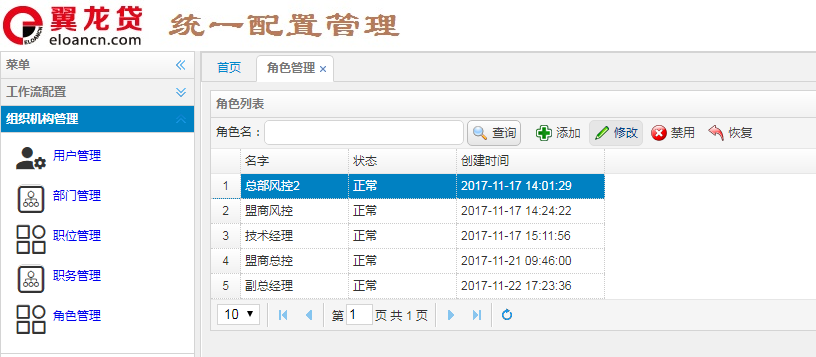 翼龙贷 统一配置管理
ELOANCN eloancn.com
菜单
工作流配置
组织机构管理
用户管理
部门管理
职位管理
职务管理
角色管理
首页 角色管理 ×
角色列表
角色名： 查询 添加 修改 禁用 恢复
名字 状态 创建时间
1 总部风控2 正常 2017-11-17 14:01:29
2 盟商风控 正常 2017-11-17 14:24:22
3 技术经理 正常 2017-11-17 15:11:56
4 盟商总控 正常 2017-11-21 09:46:00
5 副总经理 正常 2017-11-22 17:23:36
10 第 1 页 共 1 页